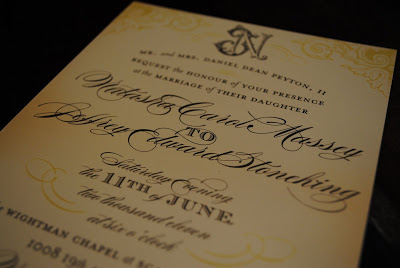 JN
MR. AND MRS. DANIEL DEAN PEYTON, II
REQUEST THE HONOUR OF YOUR PRESENCE
AT THE MARRIAGE OF THEIR DAUGHTER
Carol Massey
TO
Jeffrey Edward Stoneking
Saturday Evening
THE 11TH OF JUNE,
two thousand eleven
at six o'clock
WIGHTMAN CHAPEL AT
1008 19th